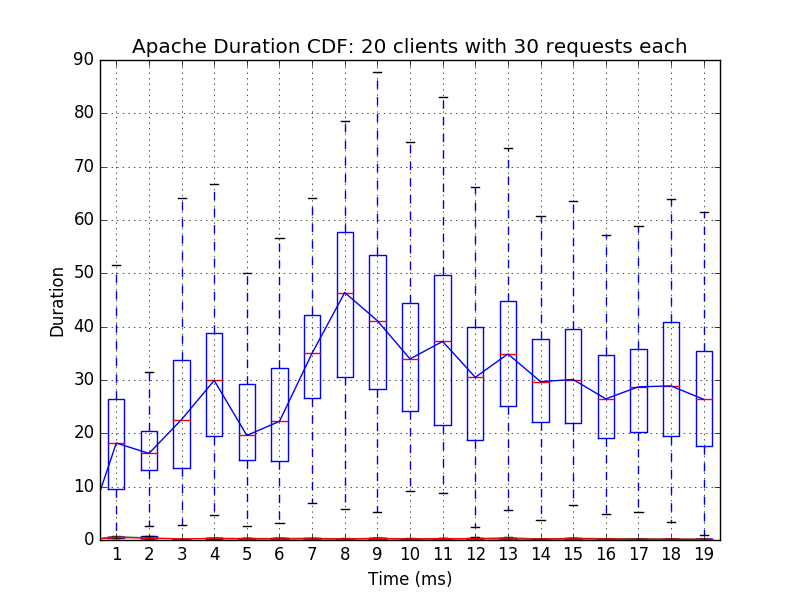 Apache Duration CDF: 20 clients with 30 requests each
90
80
70
60
50
40
30
20
10
0
Duration
1 2 3 4 5 6 7 8 9 10 11 12 13 14 15 16 17 18 19
Time (ms)